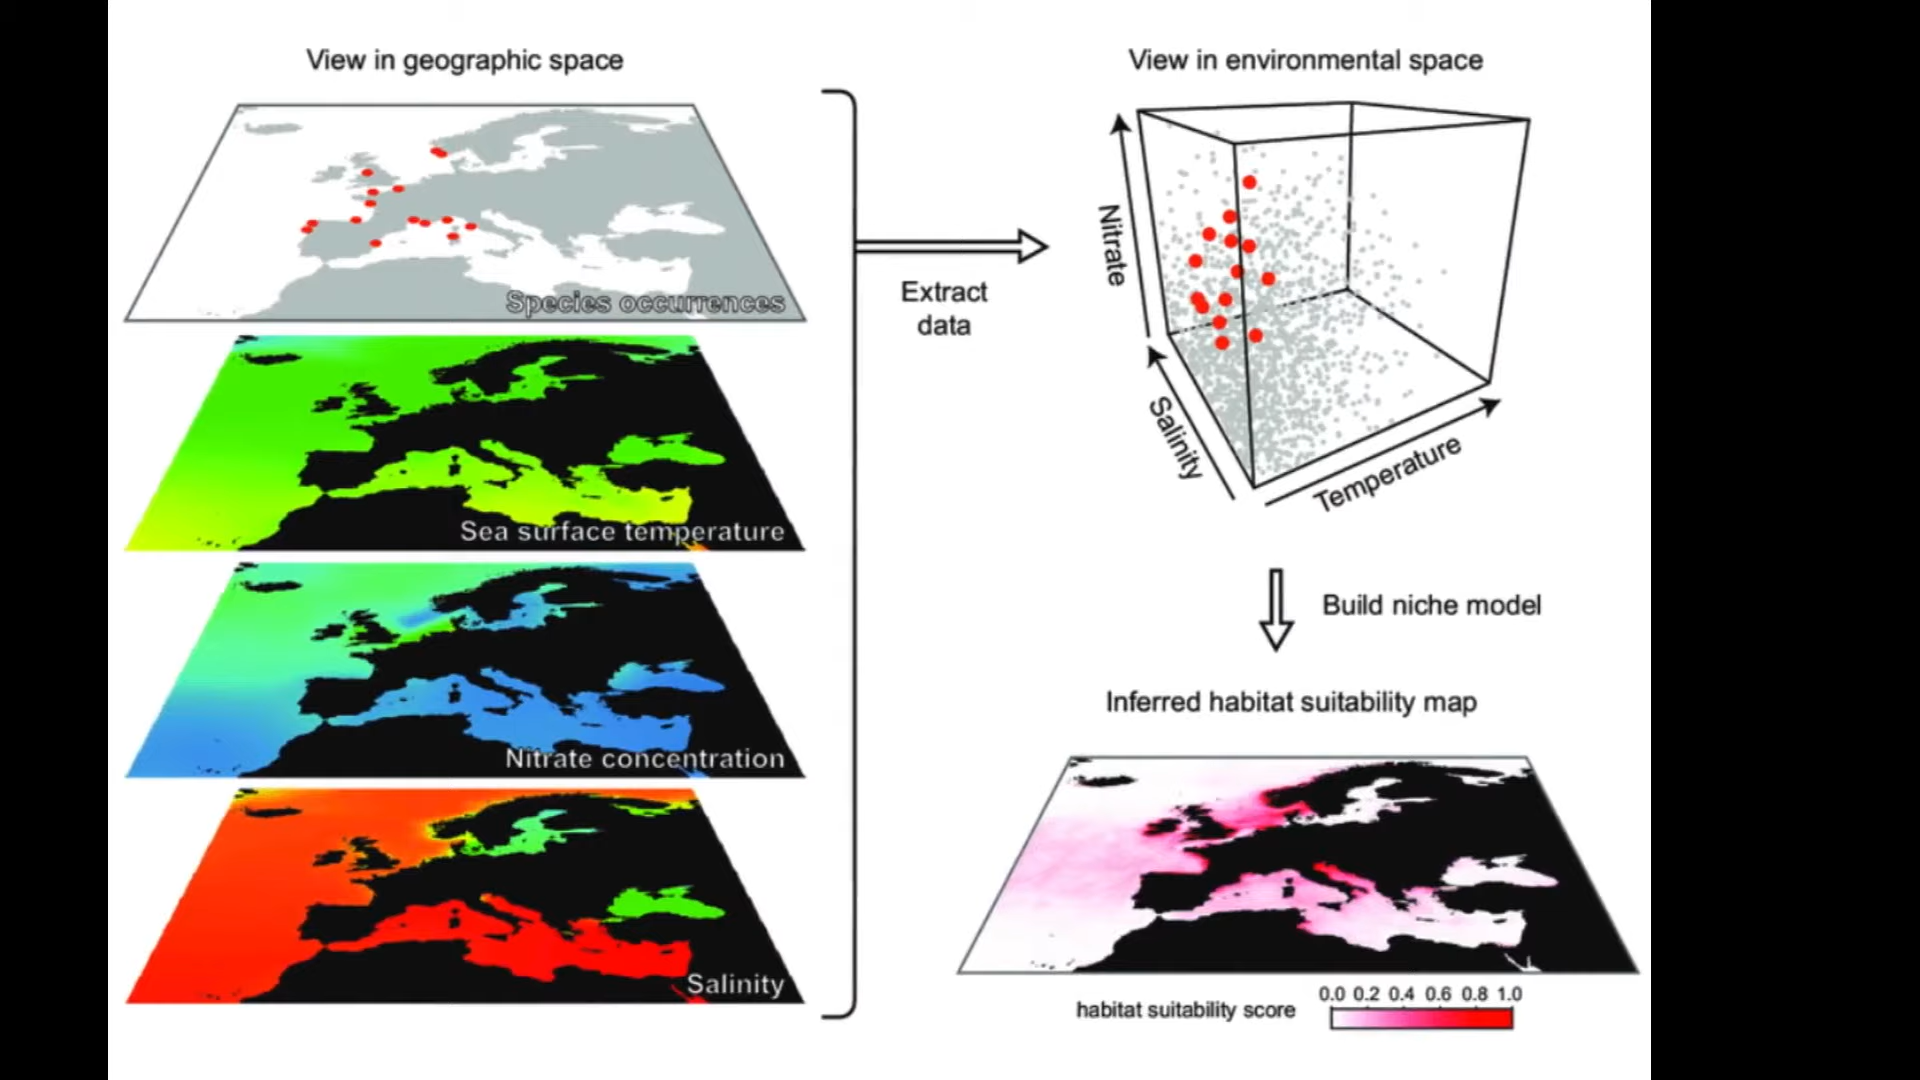 View in geographic space
Species occurrences
Sea surface temperature
Nitrate concentration
Salinity
Extract
data
View in environmental space
Nitrate
Salinity
Temperature
Build niche model
Inferred habitat suitability map
habitat suitability score
0.0 0.2 0.4 0.6 0.8 1.0